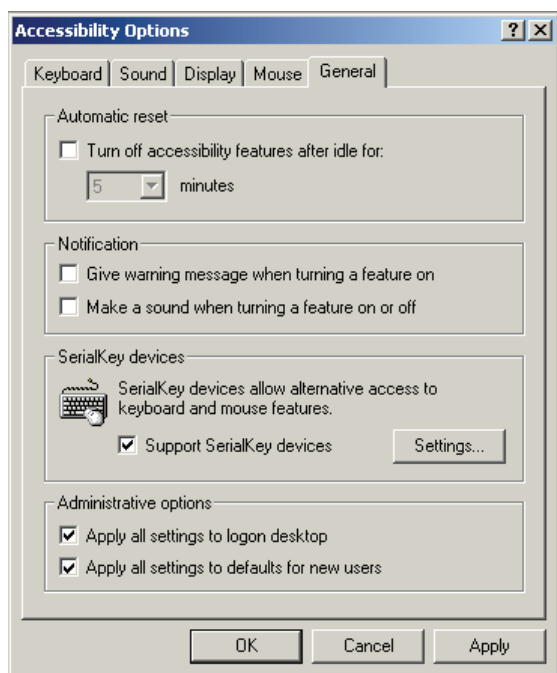 Accessibility Options
Keyboard Sound Display Mouse General
Automatic reset
Turn off accessibility features after idle for:
5 minutes
Notification
Give warning message when turning a feature on
Make a sound when turning a feature on or off
SerialKey devices
SerialKey devices allow alternative access to
keyboard and mouse features.
Support SerialKey devices Settings...
Administrative options
Apply all settings to logon desktop
Apply all settings to defaults for new users
OK Cancel Apply